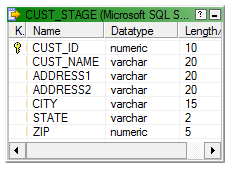 CUST_STAGE (Microsoft SQL S... ?
K. Name Datatype Length/
CUST_ID numeric 10
CUST_NAME varchar 20
ADDRESS1 varchar 20
ADDRESS2 varchar 20
CITY varchar 15
STATE varchar 2
ZIP numeric 5